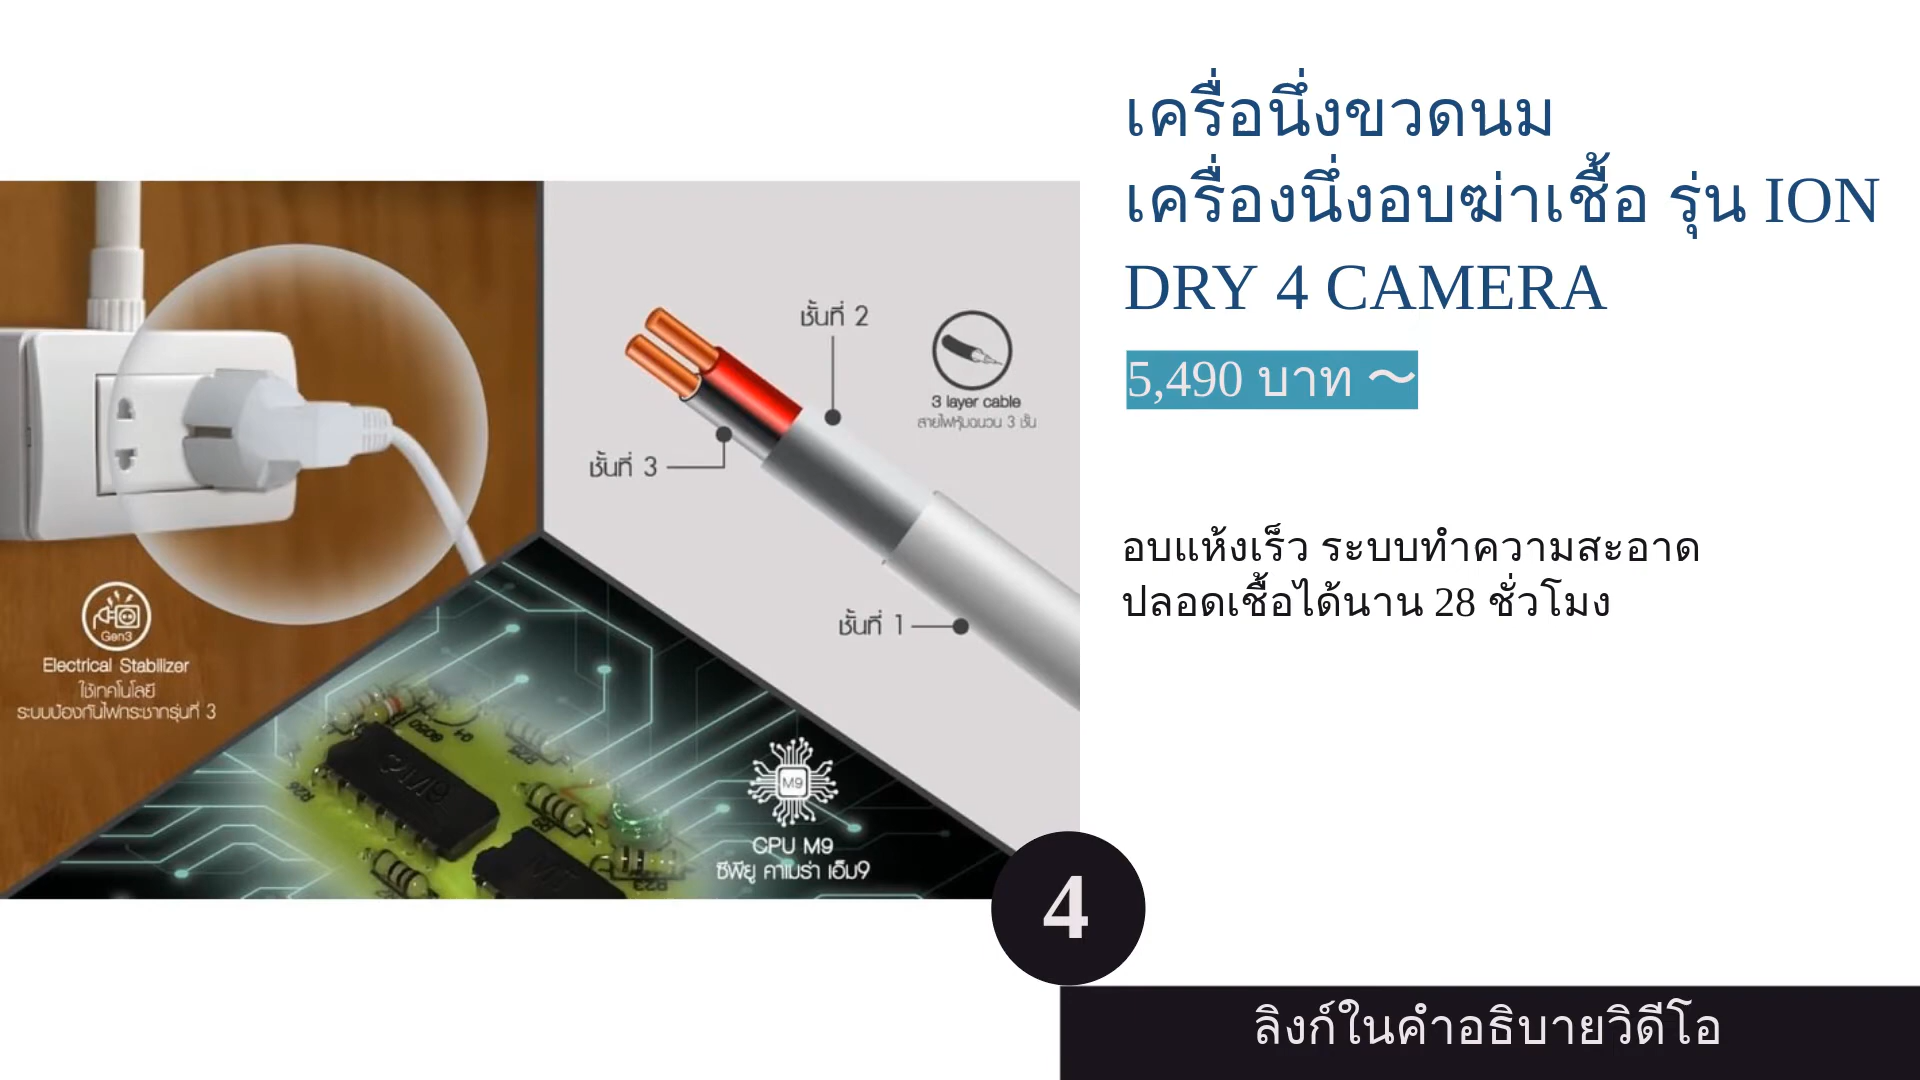 เครื่อนึ่งขวดนม
เครื่องนึ่งอบฆ่าเชื้อ รุ่น ION
DRY 4 CAMERA
5,490 บาท ～
อบแห้งเร็ว ระบบทำความสะอาด
ปลอดเชื้อได้นาน 28 ชั่วโมง
ชั้นที่ 2
3 layer cable
สายไฟหุ้มฉนวน 3 ชั้น
ชั้นที่ 3
ชั้นที่ 1
Gen3
Electrical Stabilizer
ใช้เทคโนโลยี
ระบบป้องกันไฟกระชากรุ่นที่ 3
M9
CPU M9
ซีพียู คาเมร่า เอ็ม9
R26
R23
4
ลิงก์ในคำอธิบายวิดีโอ